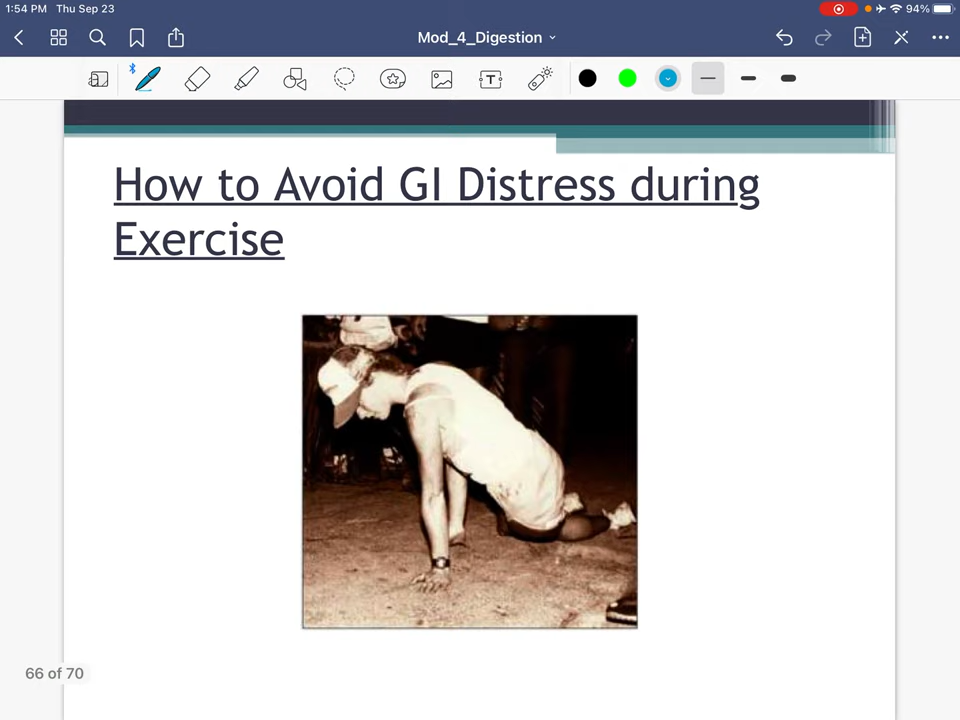 1:54 PM Thu Sep 23
94%
Mod_4_Digestion
T
How to Avoid GI Distress during
Exercise
66 of 70